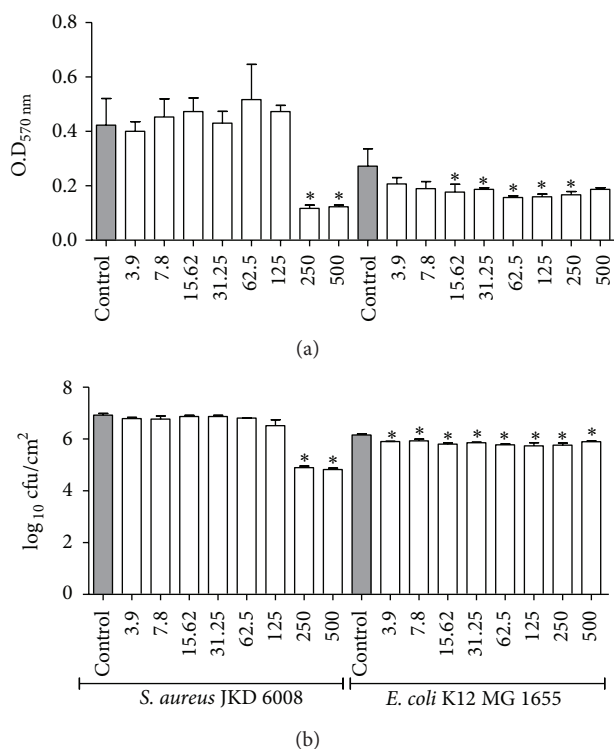 0.8
0.6
O.D570 nm
0.4
0.2
0.0
* * * * * * *
Control 3.9 7.8 15.62 31.25 62.5 125 250 500 Control 3.9 7.8 15.62 31.25 62.5 125 250 500
(a)
8
6
log10 cfu/cm2
4
2
0
* * * * * * * * * *
Control 3.9 7.8 15.62 31.25 62.5 125 250 500 Control 3.9 7.8 15.62 31.25 62.5 125 250 500
S. aureus JKD 6008 E. coli K12 MG 1655
(b)